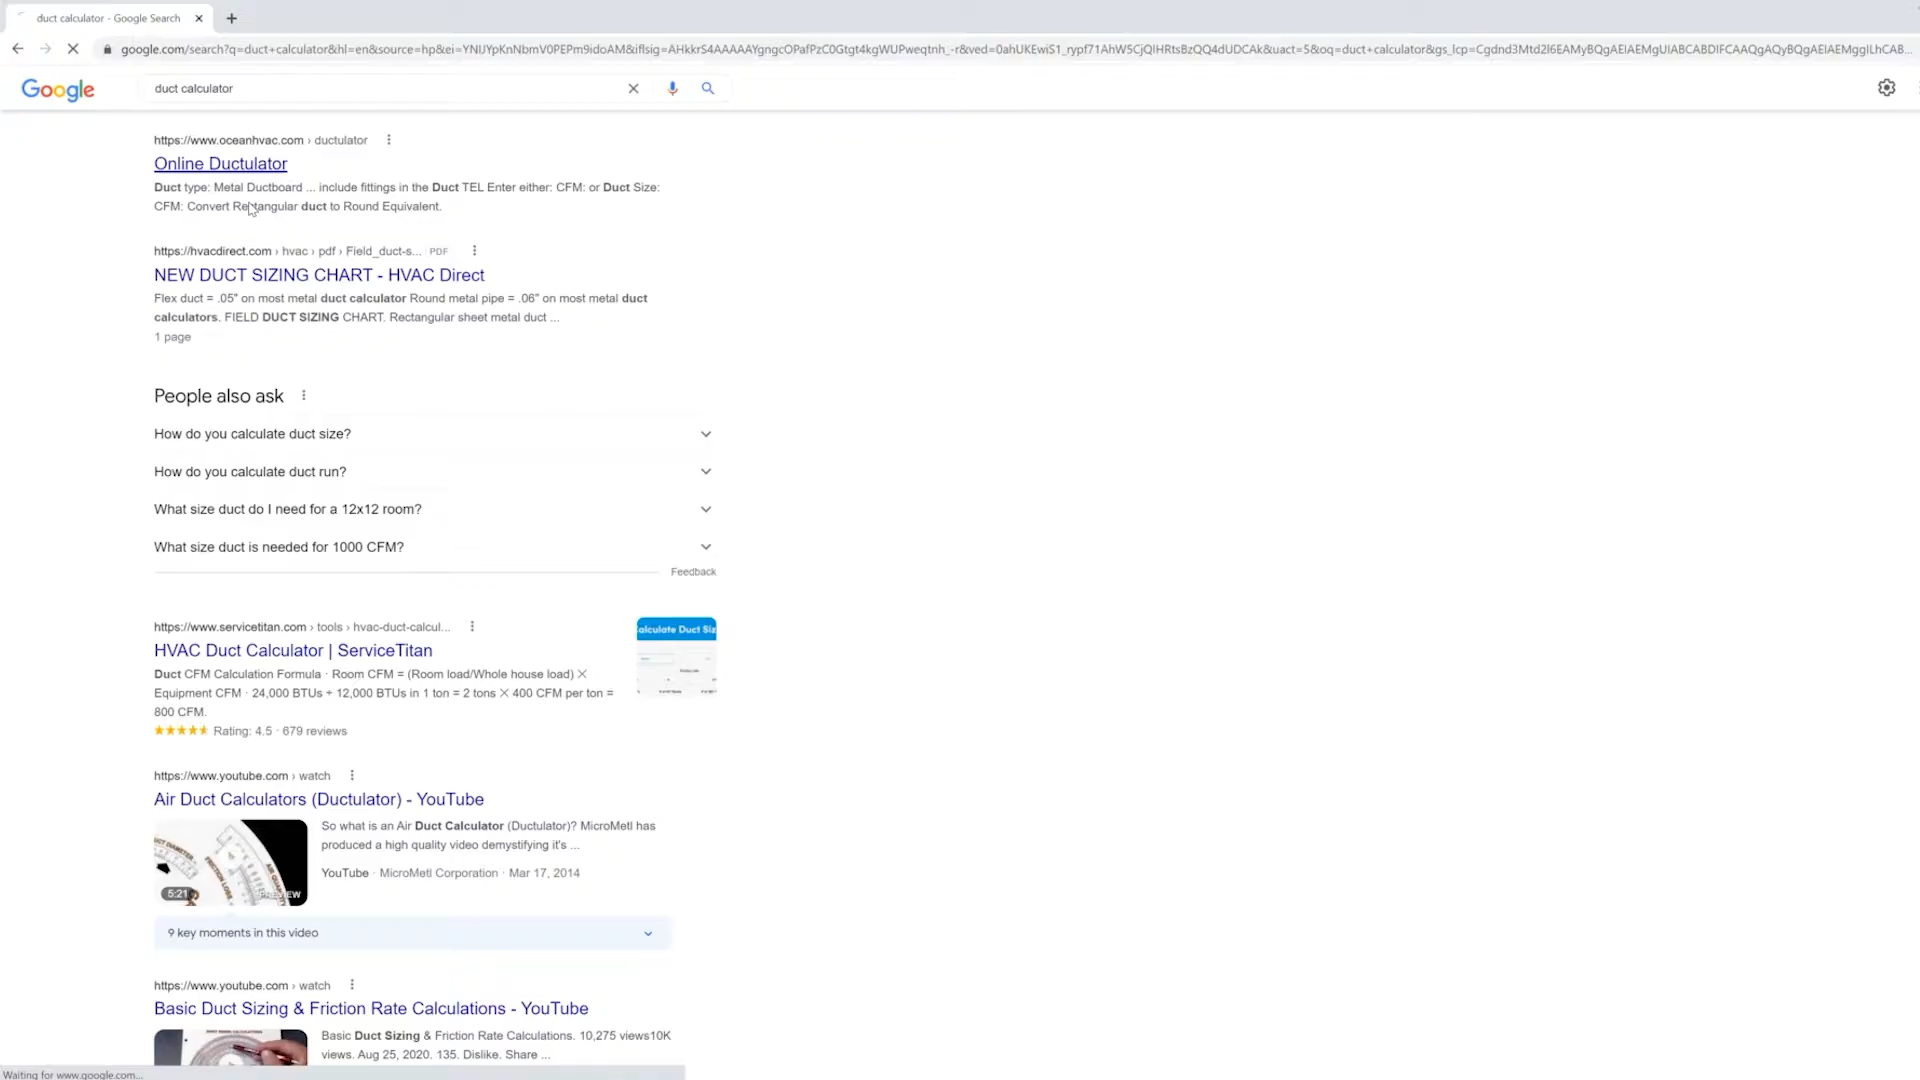 duct calculator - Google Search
google.com/search?q=duct+calculator&hl=en&source=hp&ei=
Google
duct calculator
https://www.oceanhvac.com › ductulator
Online Ductulator
Duct type: Metal Ductboard ... include fittings in the Duct TEL Enter either: CFM: or Duct Size:
CFM: Convert Rectangular duct to Round Equivalent.
https://hvacdirect.com › hvac › pdf › Field_duct-s... PDF
NEW DUCT SIZING CHART - HVAC Direct
Flex duct = .05" on most metal duct calculator Round metal pipe = .06" on most metal duct
calculators. FIELD DUCT SIZING CHART. Rectangular sheet metal duct ...
1 page
People also ask
How do you calculate duct size?
How do you calculate duct run?
What size duct do I need for a 12x12 room?
What size duct is needed for 1000 CFM?
Feedback
https://www.servicetitan.com › tools › hvac-duct-calcul...
HVAC Duct Calculator | ServiceTitan
alculate Duct Siz
Duct CFM Calculation Formula · Room CFM = (Room load/Whole house load) ×
Equipment CFM · 24,000 BTUs ÷ 12,000 BTUs in 1 ton = 2 tons × 400 CFM per ton =
800 CFM.
Rating: 4.5 · 679 reviews
https://www.youtube.com › watch
Air Duct Calculators (Ductulator) - YouTube
So what is an Air Duct Calculator (Ductulator)? MicroMetl has
produced a high quality video demystifying it's ...
YouTube · MicroMetl Corporation · Mar 17, 2014
5:21
9 key moments in this video
https://www.youtube.com › watch
Basic Duct Sizing & Friction Rate Calculations - YouTube
Basic Duct Sizing & Friction Rate Calculations. 10,275 views10K
views. Aug 25, 2020. 135. Dislike. Share ...
Waiting for www.google.com...